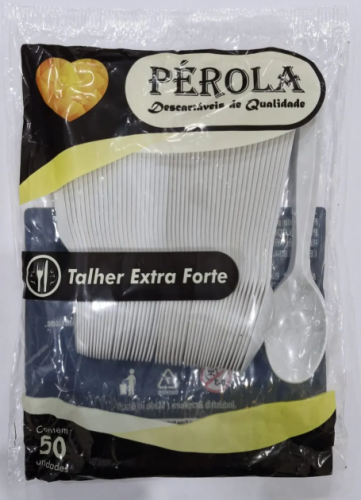 PÉROLA
Descartáveis de Qualidade
Talher Extra Forte
Contém
50
unidades